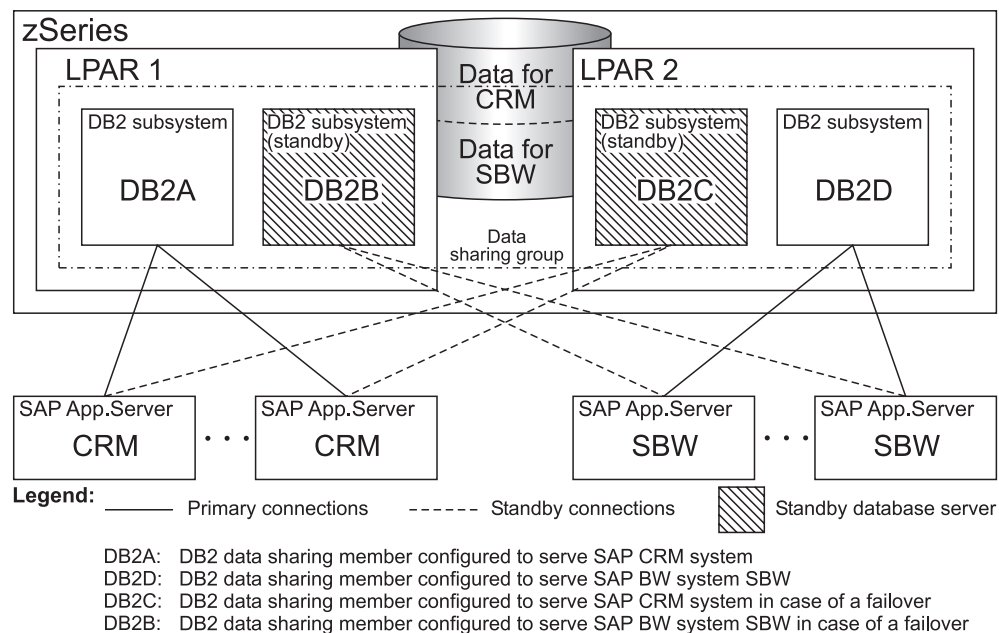 zSeries
LPAR 1
Data for
CRM
LPAR 2
DB2 subsystem
DB2A
DB2 subsystem
(standby)
DB2B
Data for
SBW
DB2 subsystem
(standby)
DB2C
DB2 subsystem
DB2D
Data
sharing group
SAP App.Server
CRM
. . .
SAP App.Server
CRM
SAP App.Server
SBW
. . .
SAP App.Server
SBW
Legend:
Primary connections
Standby connections
Standby database server
DB2A: DB2 data sharing member configured to serve SAP CRM system
DB2D: DB2 data sharing member configured to serve SAP BW system SBW
DB2C: DB2 data sharing member configured to serve SAP CRM system in case of a failover
DB2B: DB2 data sharing member configured to serve SAP BW system SBW in case of a failover